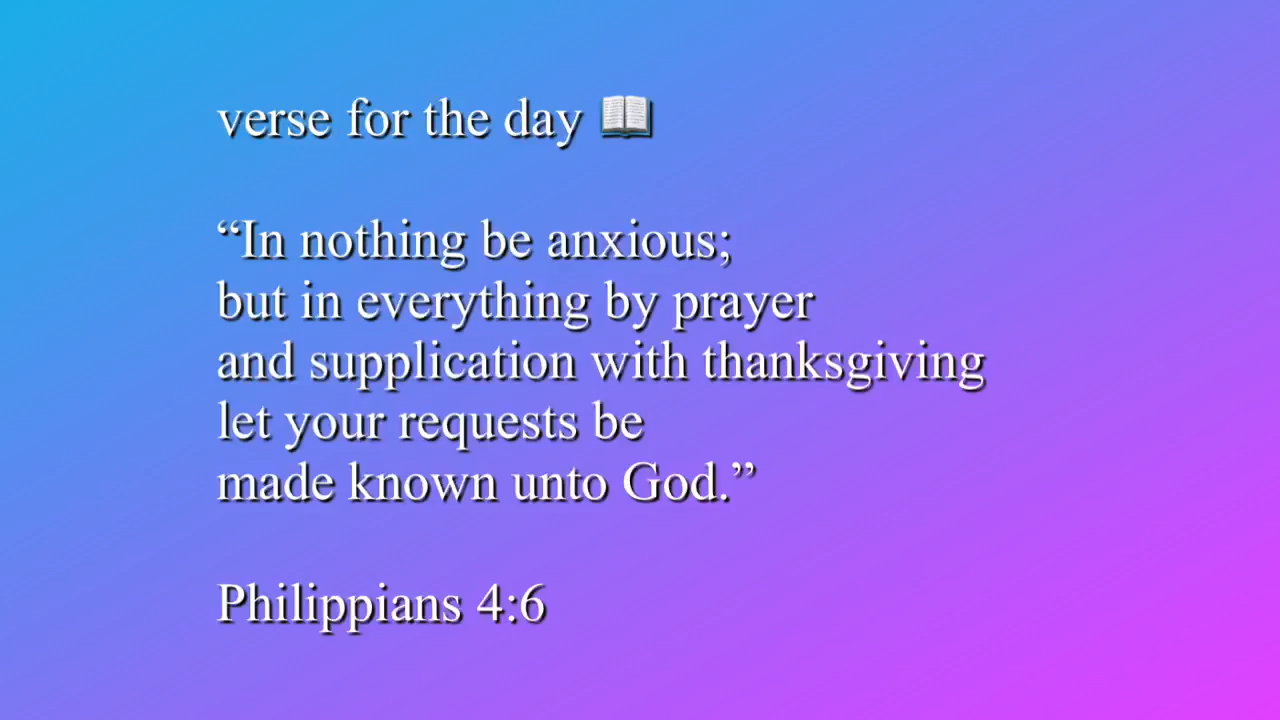 verse for the day 📖
“In nothing be anxious;
but in everything by prayer
and supplication with thanksgiving
let your requests be
made known unto God.”
Philippians 4:6